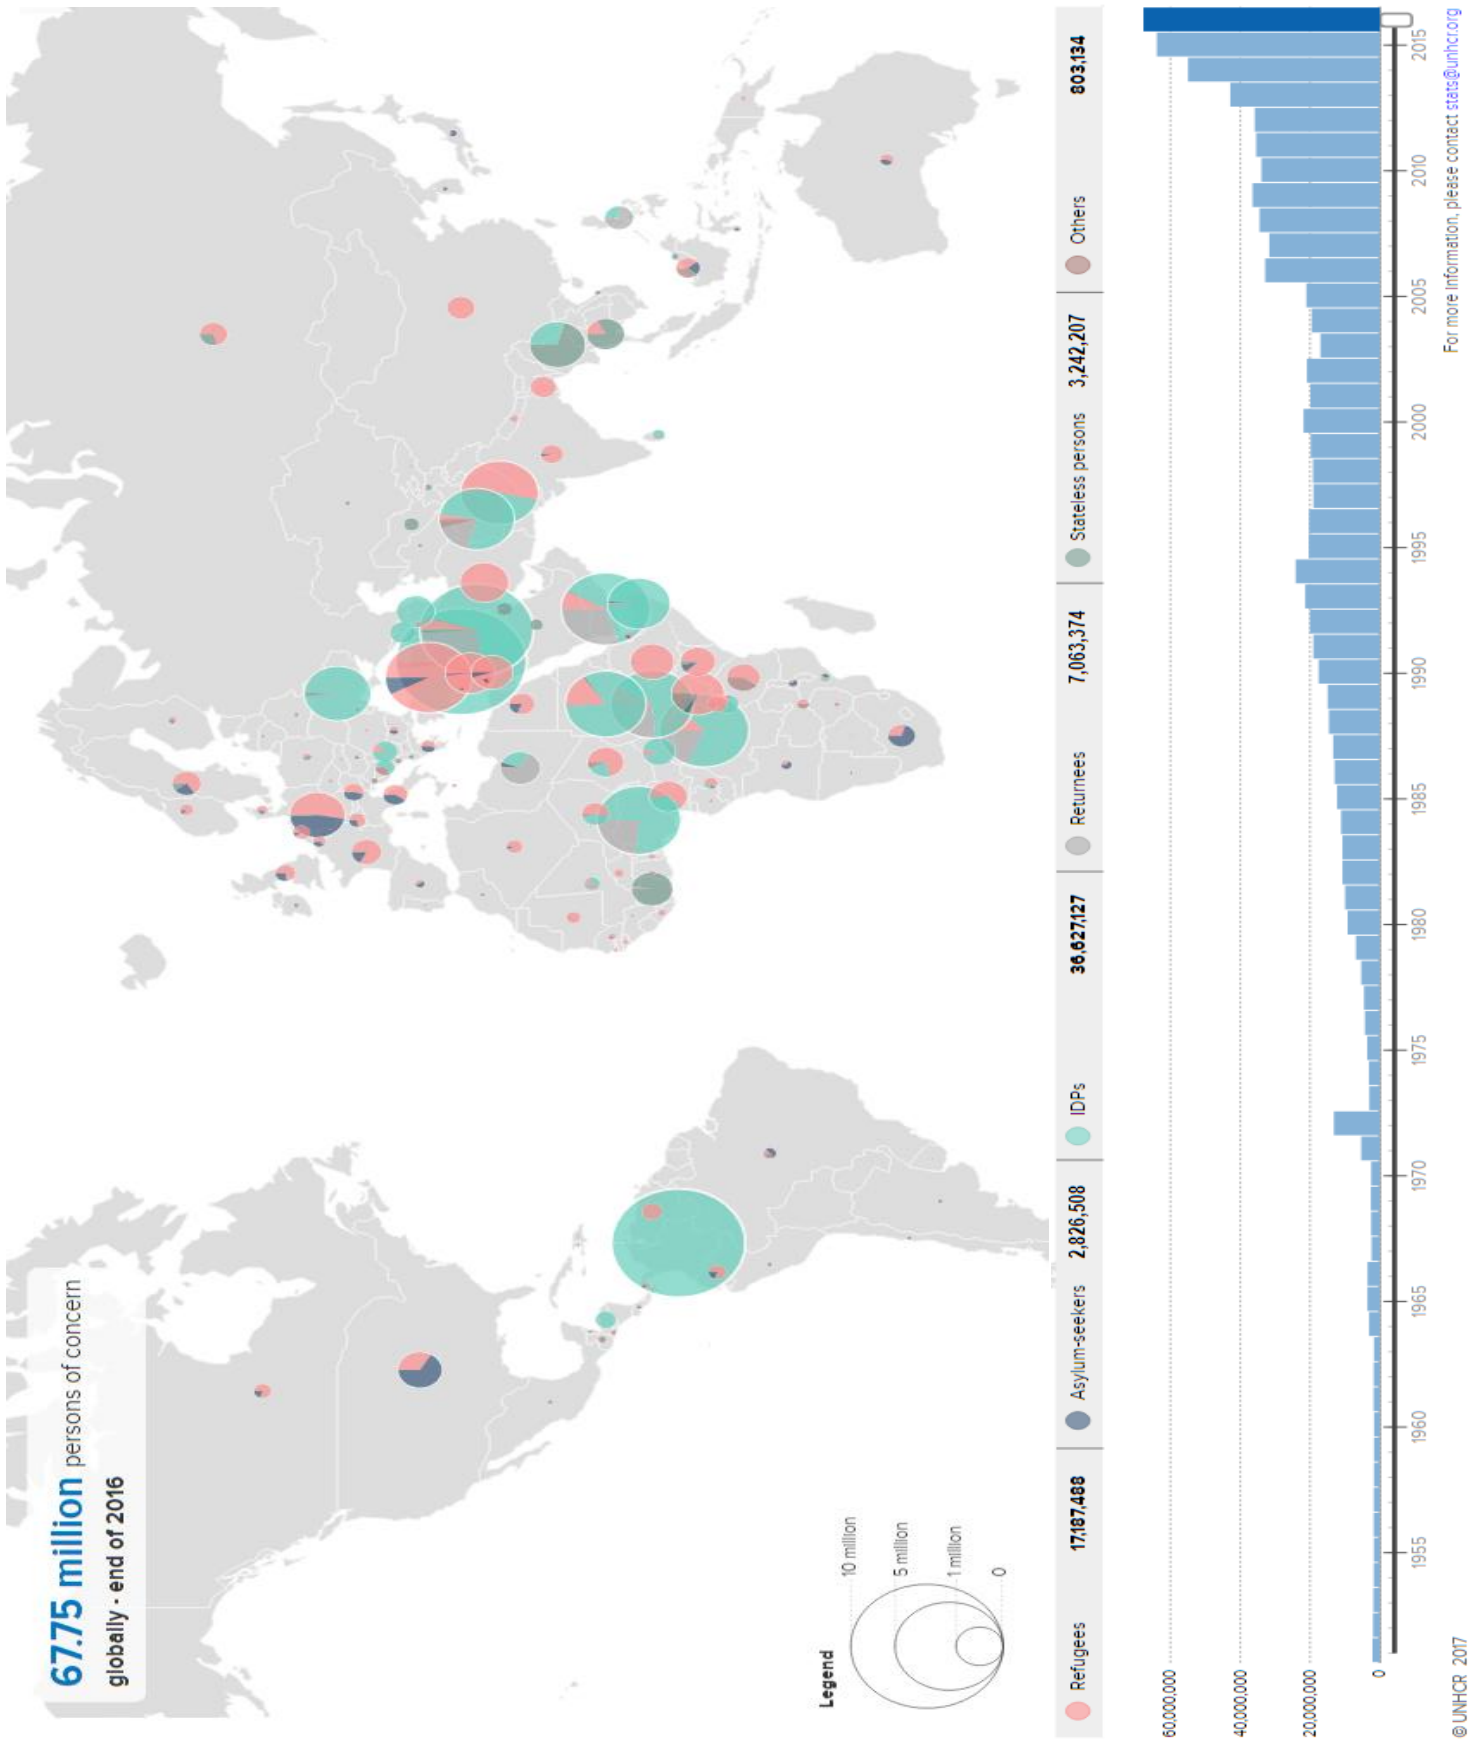 67.75 million persons of concern
globally - end of 2016
Legend
10 million
5 million
1 million
0
Refugees 17,187,488
Asylum-seekers 2,826,508
IDPs 36,627,127
Returnees 7,063,374
Stateless persons 3,242,207
Others 803,134
60,000,000
40,000,000
20,000,000
0
1955 1960 1965 1970 1975 1980 1985 1990 1995 2000 2005 2010 2015
© UNHCR 2017
For more information, please contact stats@unhcr.org